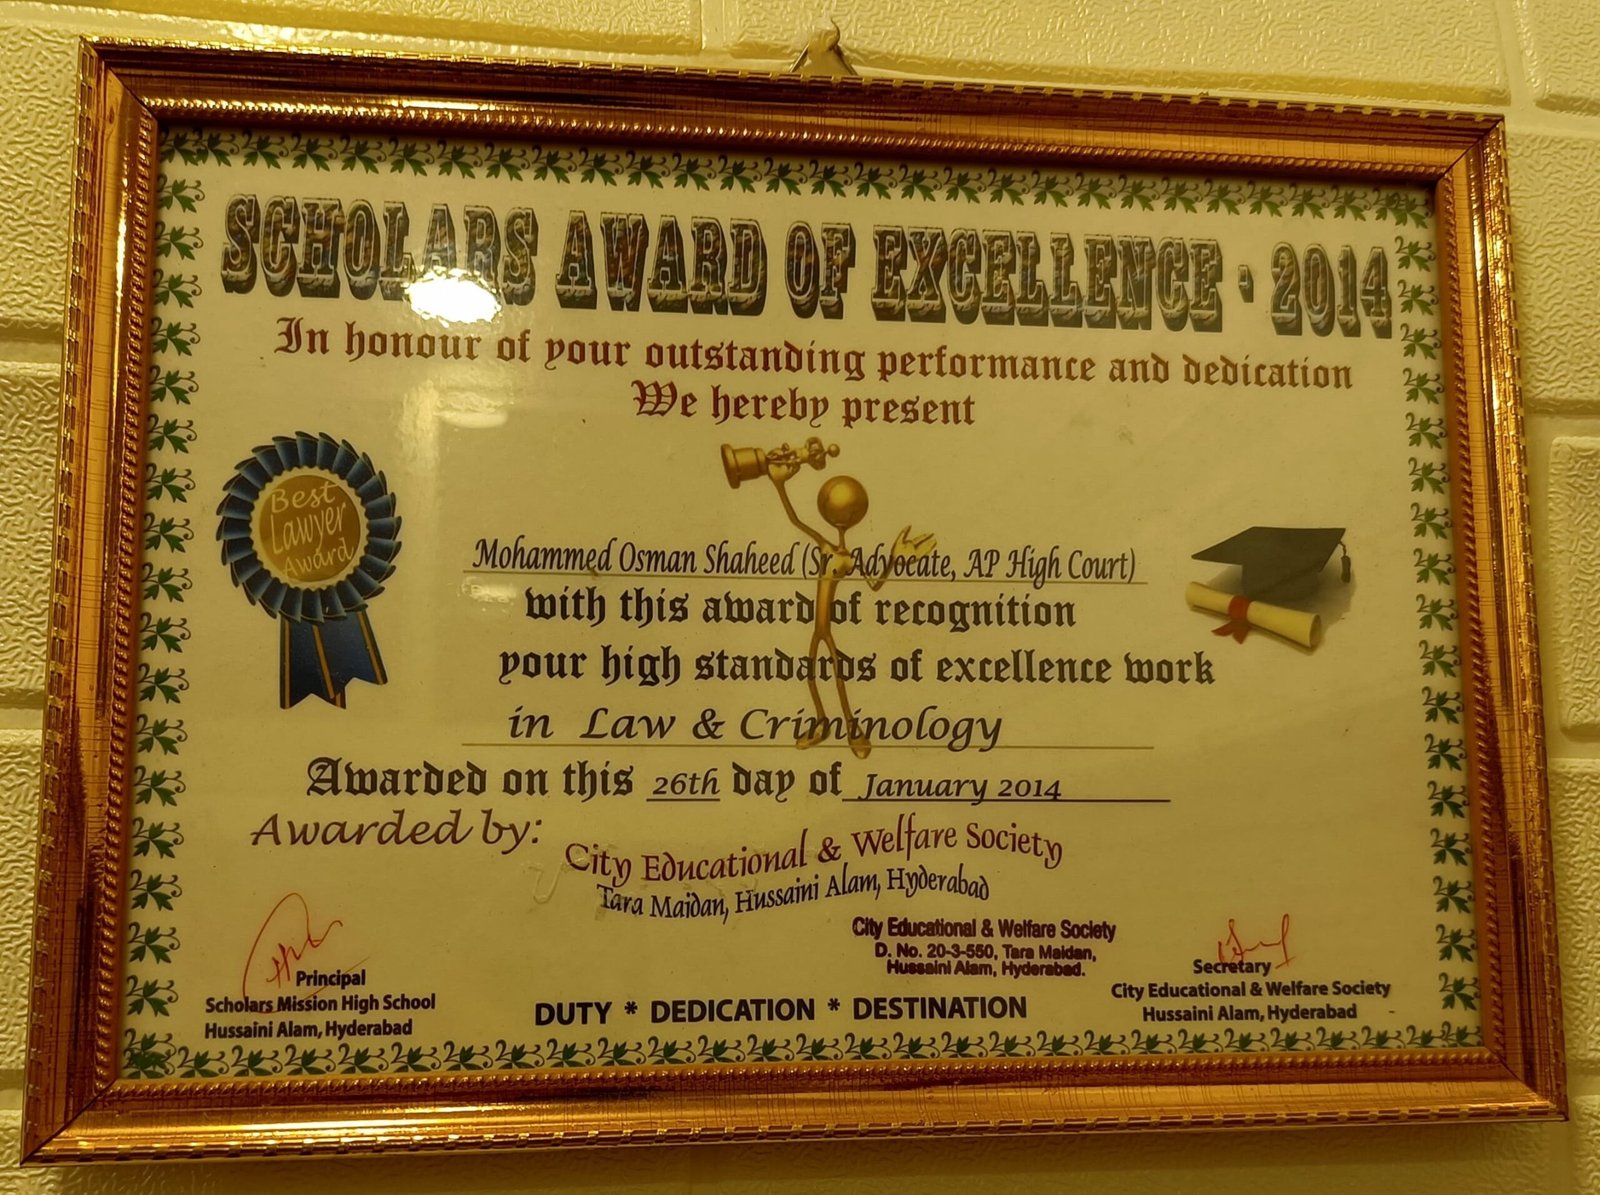 SCHOLARS AWARD OF EXCELLENCE - 2014
In honour of your outstanding performance and dedication
We hereby present
Best
Lawyer
Award
Mohammed Osman Shaheed (Sr. Advocate, AP High Court)
with this award of recognition
your high standards of excellence work
in Law & Criminology
Awarded on this 26th day of January 2014
Awarded by:
City Educational & Welfare Society
Tara Maidan, Hussaini Alam, Hyderabad
City Educational & Welfare Society
D. No. 20-3-550, Tara Maidan,
Hussaini Alam, Hyderabad.
Principal
Scholars Mission High School
Hussaini Alam, Hyderabad
DUTY * DEDICATION * DESTINATION
Secretary
City Educational & Welfare Society
Hussaini Alam, Hyderabad